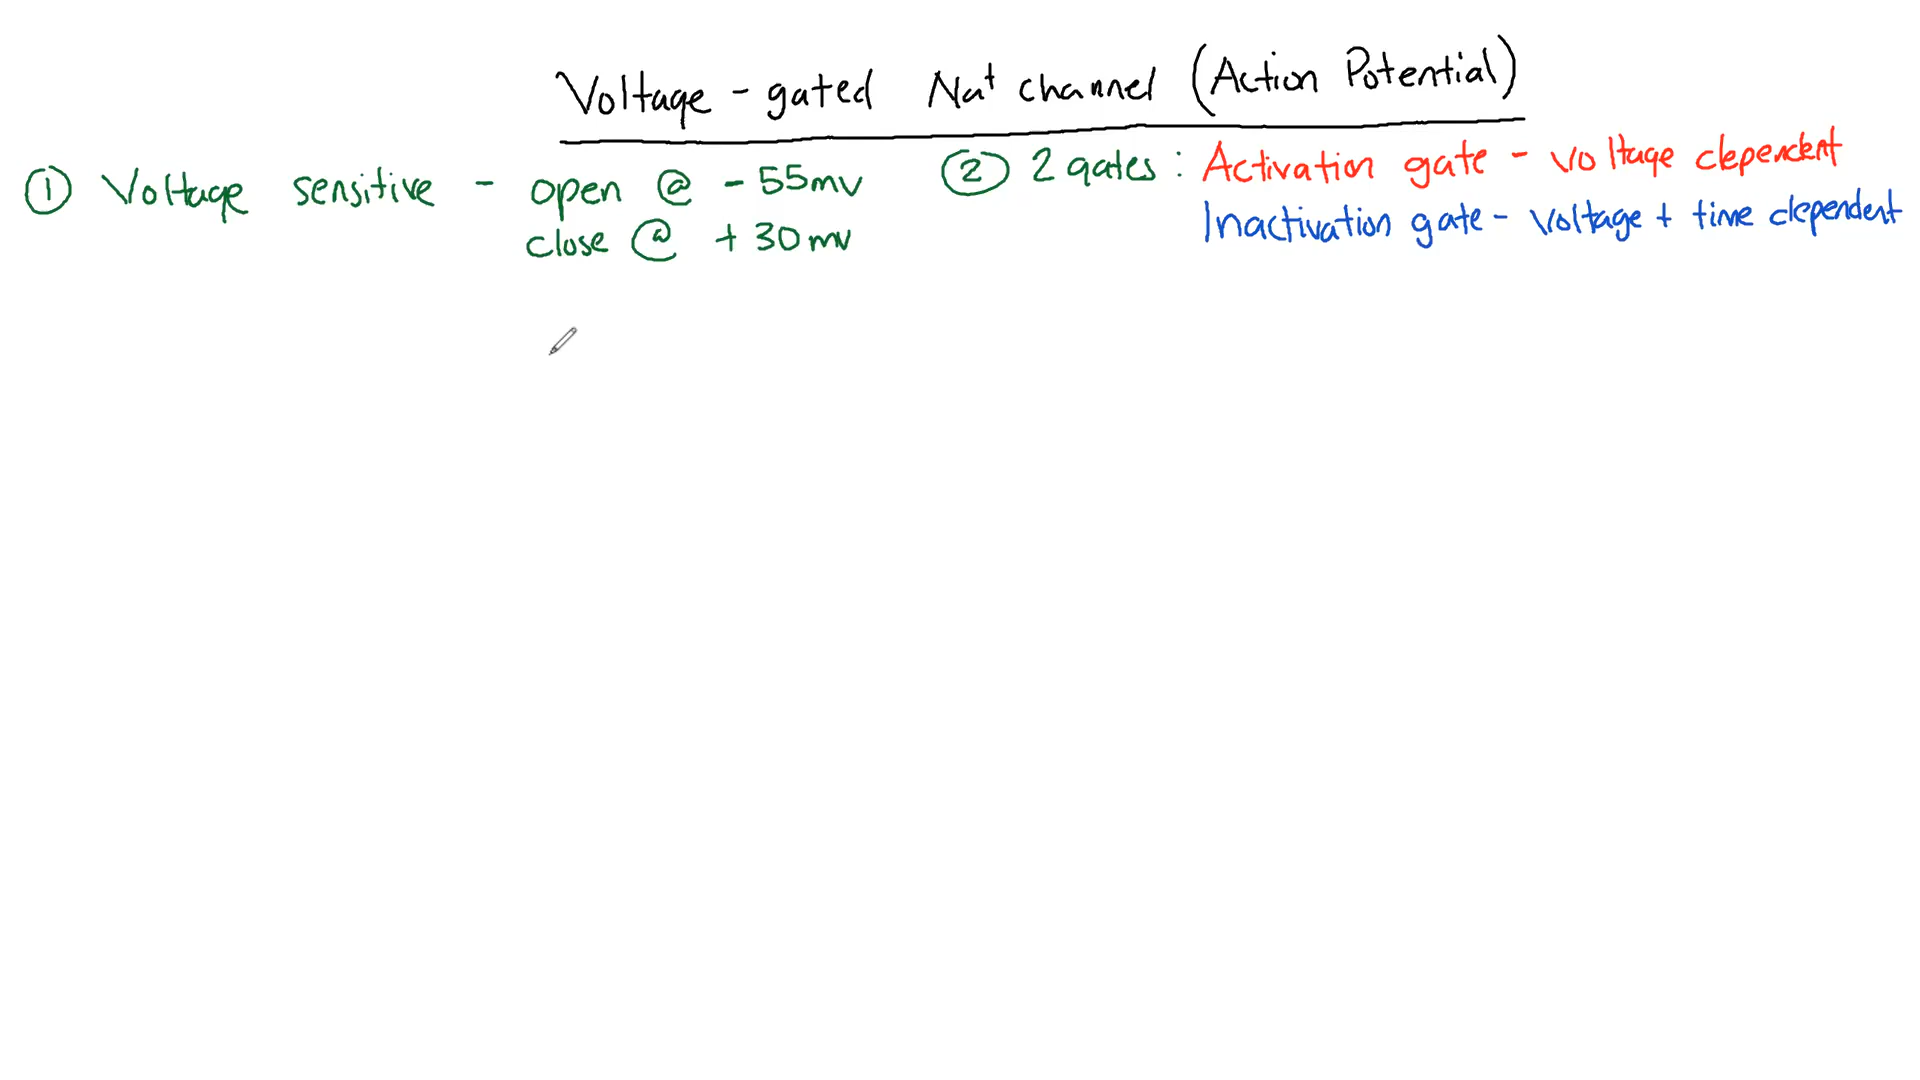 Voltage - gated Na⁺ channel (Action Potential)
① Voltage sensitive - open @ - 55mv
close @ + 30mv
② 2 gates : Activation gate - voltage dependent
Inactivation gate - voltage + time dependent